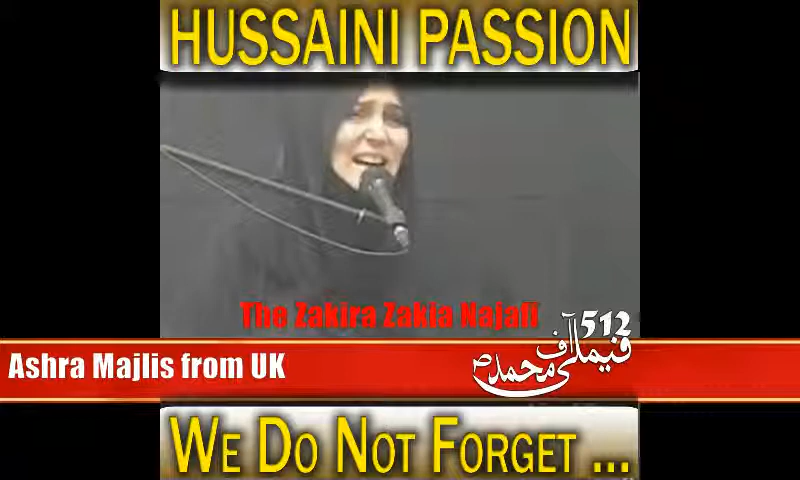 HUSSAINI PASSION
The Zakira Zakia Najafi
512
فیملی آف محمدؐ
Ashra Majlis from UK
WE DO NOT FORGET ...